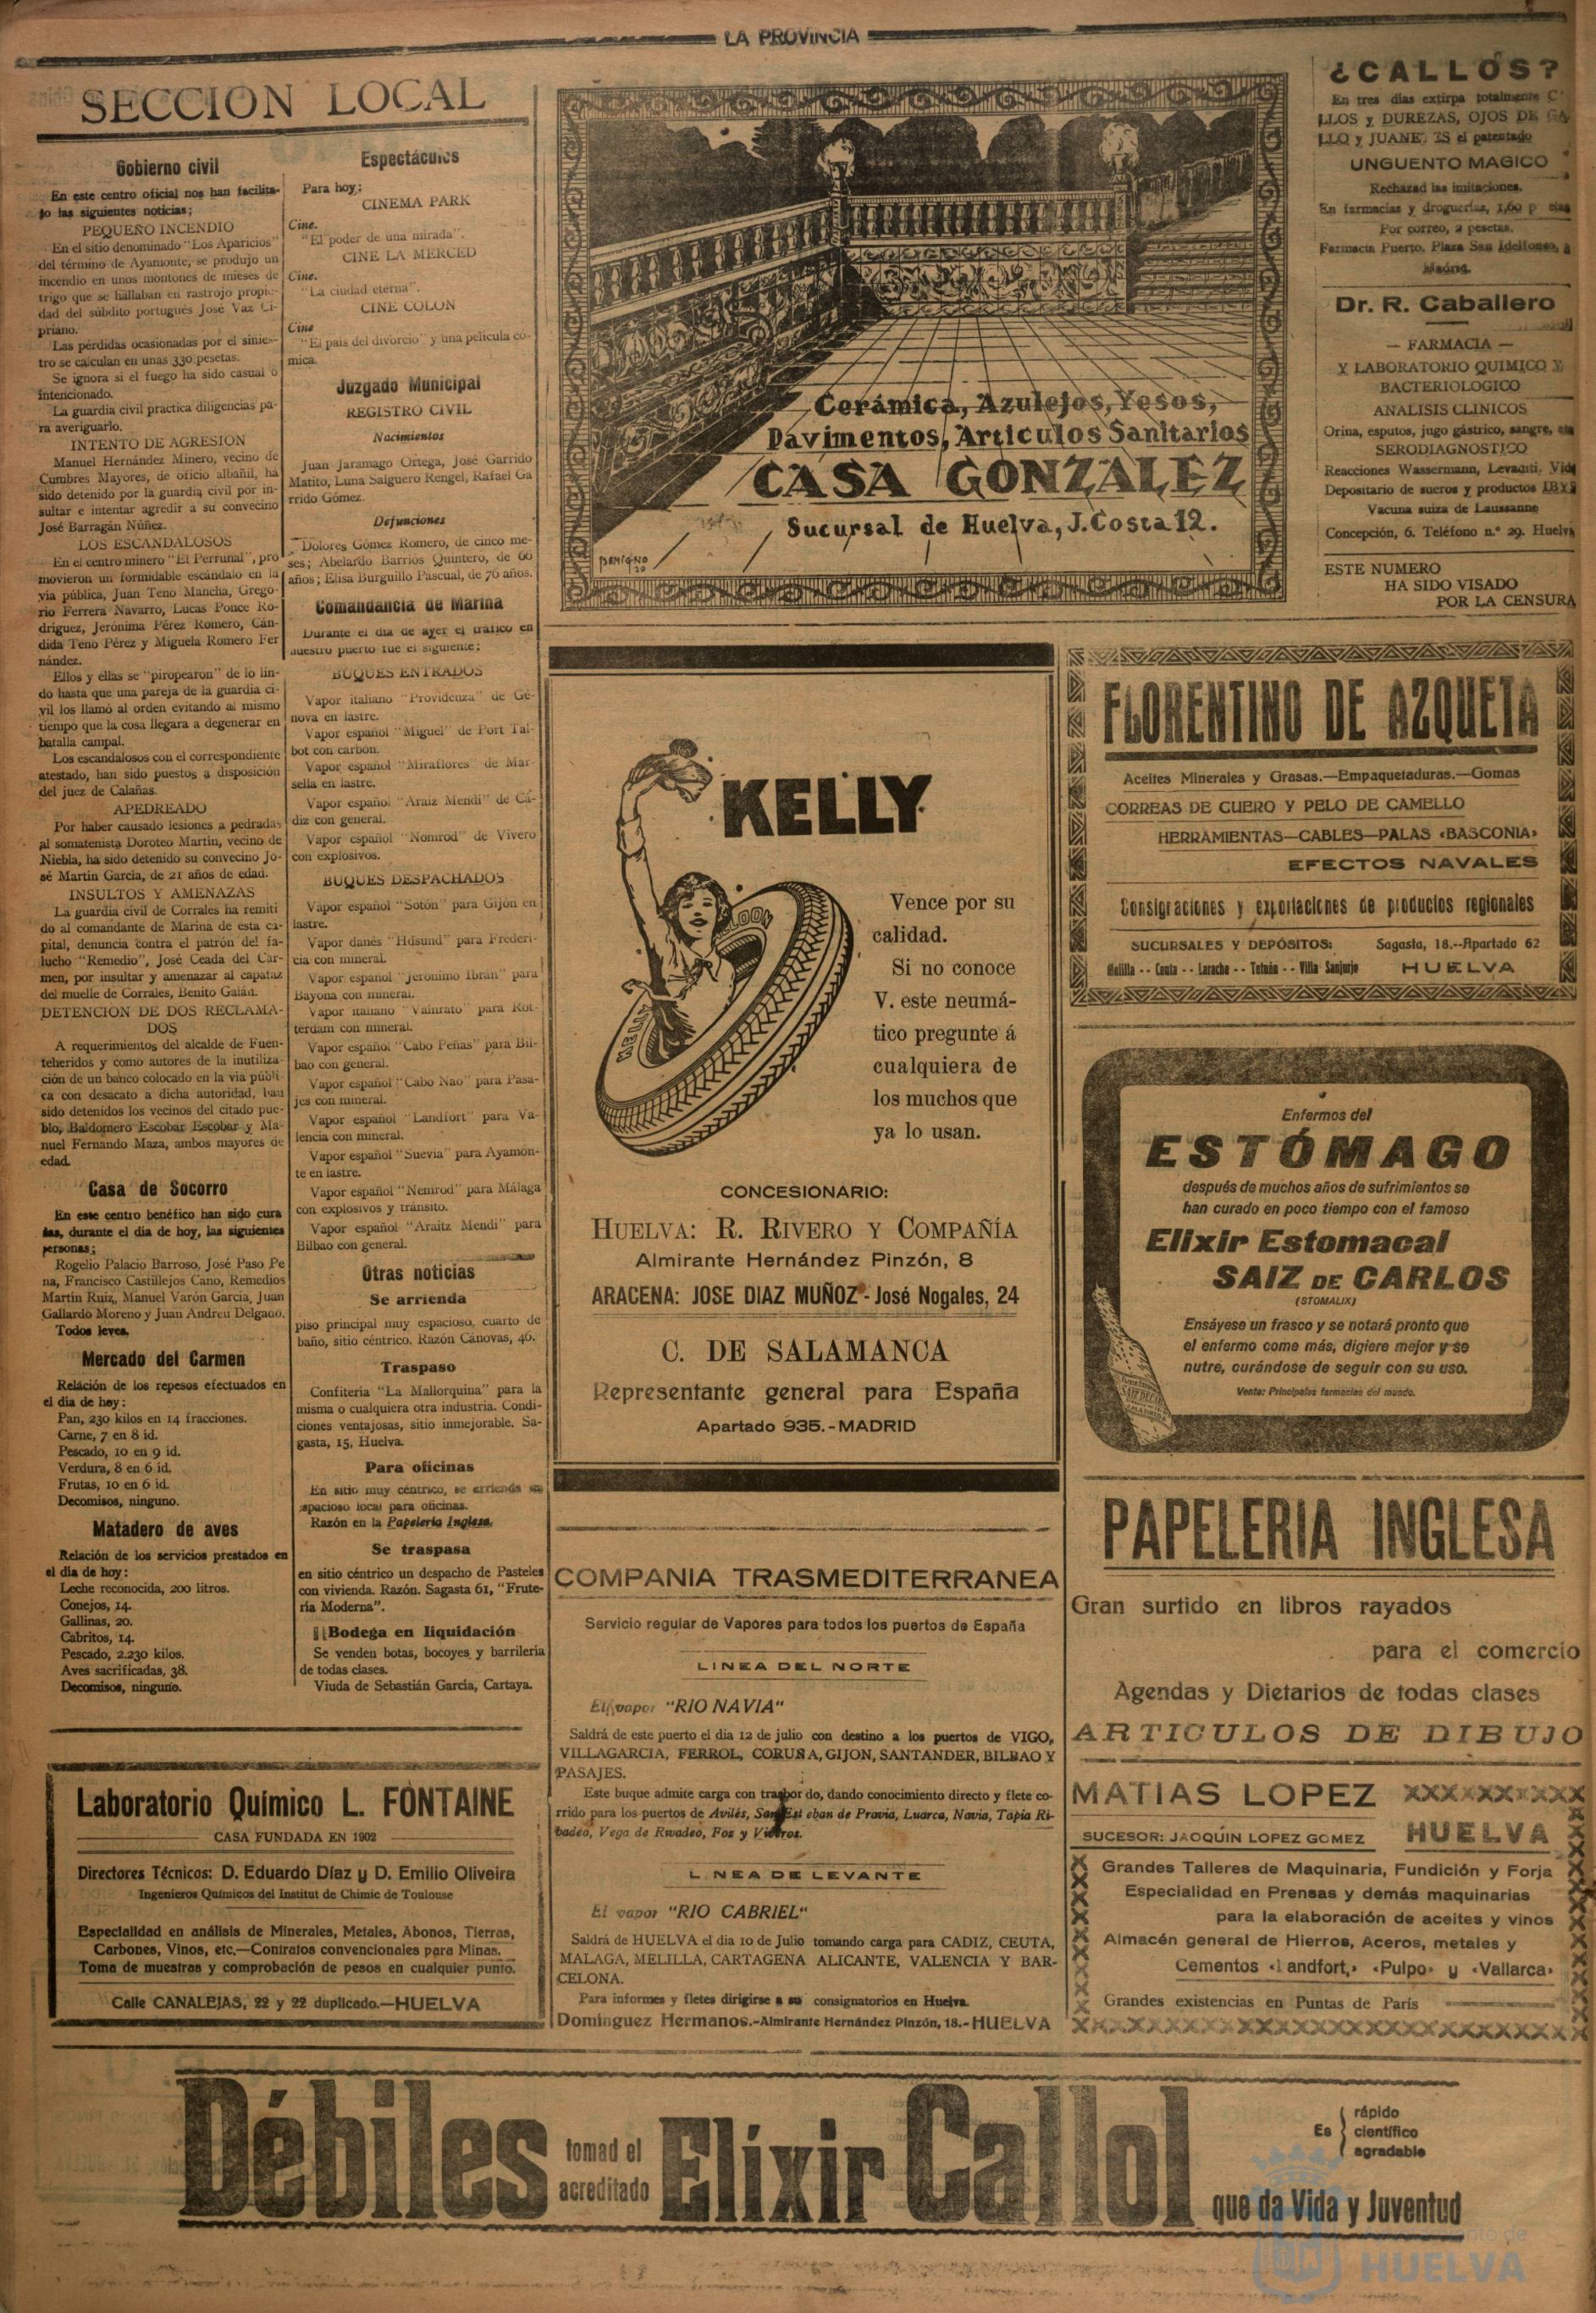 LA PROVINCIA
SECCION LOCAL
Gobierno civil
En este centro oficial nos han facilita-
do las siguientes noticias;
PEQUEÑO INCENDIO
En el sitio denominado "Los Aparicios"
del término de Ayamonte, se produjo un
incendio en unos montones de mieses de
trigo que se hallaban en rastrojo propie-
dad del súbdito portugués José Vaz Ci-
priano.
Las pérdidas ocasionadas por el sinies-
tro se calculan en unas 330 pesetas.
Se ignora si el fuego ha sido casual o
intencionado.
La guardia civil practica diligencias pa-
ra averiguarlo.
INTENTO DE AGRESION
Manuel Hernández Minero, vecino de
Cumbres Mayores, de oficio albañil, ha
sido detenido por la guardia civil por in-
sultar e intentar agredir a su convecino
José Barragán Núñez.
LOS ESCANDALOSOS
En el centro minero "El Perrunal", pro
movieron un formidable escándalo en la
vía pública, Juan Teno Mancha, Grego-
rio Ferrera Navarro, Lucas Ponce Ro-
driguez, Jerónima Pérez Romero, Cán-
dida Teno Pérez y Miguela Romero Fer
nández.
Ellos y ellas se "piropearon" de lo lin-
do hasta que una pareja de la guardia ci-
vil los llamó al orden evitando al mismo
tiempo que la cosa llegara a degenerar en
batalla campal.
Los escandalosos con el correspondiente
atestado, han sido puestos a disposición
del juez de Calañas.
APEDREADO
Por haber causado lesiones a pedradas
al somatenista Doroteo Martin, vecino de
Niebla, ha sido detenido su convecino Jo-
sé Martin Garcia, de 21 años de edad.
INSULTOS Y AMENAZAS
La guardia civil de Corrales ha remiti
do al comandante de Marina de esta ca-
pital, denuncia contra el patrón del fa-
lucho "Remedio", José Ceada del Car-
men, por insultar y amenazar al capataz
del muelle de Corrales, Benito Galán.
DETENCION DE DOS RECLAMA-
DOS
A requerimientos del alcalde de Fuen-
teheridos y como autores de la inutiliza-
ción de un banco colocado en la via públi-
ca con desacato a dicha autoridad, han
sido detenidos los vecinos del citado pue-
blo, Baldomero Escobar Escobar y Ma-
nuel Fernando Maza, ambos mayores de
edad.
Casa de Socorro
En este centro benéfico han sido cura
das, durante el dia de hoy, las siguientes
personas;
Rogelio Palacio Barroso, José Paso Pe
na, Francisco Castillejos Cano, Remedios
Martin Ruiz, Manuel Varón Garcia, Juan
Gallardo Moreno y Juan Andreu Delgado.
Todos leves.
Mercado del Carmen
Relación de los repesos efectuados en
el dia de hoy:
Pan, 230 kilos en 14 fracciones.
Carne, 7 en 8 id.
Pescado, 10 en 9 id.
Verdura, 8 en 6 id.
Frutas, 10 en 6 id.
Decomisos, ninguno.
Matadero de aves
Relación de los servicios prestados en
el dia de hoy:
Leche reconocida, 200 litros.
Conejos, 14.
Gallinas, 20.
Cabritos, 14.
Pescado, 2.230 kilos.
Aves sacrificadas, 38.
Decomisos, ninguno.
Espectáculos
Para hoy;
CINEMA PARK
Cine.
"El poder de una mirada".
CINE LA MERCED
Cine.
"La ciudad eterna".
CINE COLON
Cine
"El pais del divorcio" y una pelicula có-
mica.
Juzgado Municipal
REGISTRO CIVIL
Nacimientos
Juan Jaramago Ortega, José Garrido
Matito, Luna Salguero Rengel, Rafael Ga
rrido Gómez.
Defunciones
Dolores Gómez Romero, de cinco me-
ses; Abelardo Barrios Quintero, de 66
años; Elisa Burguillo Pascual, de 76 años.
Comandancia de Marina
Durante el dia de ayer el tráfico en
nuestro puerto fue el siguiente;
BUQUES ENTRADOS
Vapor italiano "Providenza" de Gé-
nova en lastre.
Vapor español "Miguel" de Port Tal-
bot con carbón.
Vapor español "Miraflores" de Mar-
sella en lastre.
Vapor español "Araiz Mendi" de Cá-
diz con general.
Vapor español "Nomrod" de Vivero
con explosivos.
BUQUES DESPACHADOS
Vapor español "Sotón" para Gijón en
lastre.
Vapor danés "Hdsund" para Frederi-
cia con mineral.
Vapor español "Jerónimo Ibrán" para
Bayona con mineral.
Vapor italiano "Vainrato" para Rot-
terdam con mineral.
Vapor español "Cabo Peñas" para Bil-
bao con general.
Vapor español "Cabo Nao" para Pasa-
jes con mineral.
Vapor español "Landfort" para Va-
lencia con mineral.
Vapor español "Suevia" para Ayamon-
te en lastre.
Vapor español "Nemrod" para Málaga
con explosivos y tránsito.
Vapor español "Araitz Mendi" para
Bilbao con general.
Otras noticias
Se arrienda
piso principal muy espacioso, cuarto de
baño, sitio céntrico. Razón Cánovas, 46.
Traspaso
Confiteria "La Mallorquina" para la
misma o cualquiera otra industria. Condi-
ciones ventajosas, sitio inmejorable. Sa-
gasta, 15, Huelva.
Para oficinas
En sitio muy céntrico, se arrienda es
spacioso local para oficinas.
Razón en la Papelería Inglesa.
Se traspasa
en sitio céntrico un despacho de Pasteles
con vivienda. Razón. Sagasta 61, "Frute-
ría Moderna".
¡¡Bodega en liquidación
Se venden botas, bocoyes y barrileria
de todas clases.
Viuda de Sebastián Garcia, Cartaya.
Laboratorio Químico L. FONTAINE
CASA FUNDADA EN 1902
Directores Técnicos: D. Eduardo Díaz y D. Emilio Oliveira
Ingenieros Químicos del Institut de Chimic de Toulouse
Especialidad en análisis de Minerales, Metales, Abonos, Tierras,
Carbones, Vinos, etc.—Contratos convencionales para Minas.
Toma de muestras y comprobación de pesos en cualquier punto.
Calle CANALEJAS, 22 y 22 duplicado.—HUELVA
Cerámica, Azulejos, Yesos,
Pavimentos, Articulos Sanitarios
CASA GONZALEZ
Sucursal de Huelva, J. Costa 12.
BENIGNO
KELLY
KELLY
LOON
Vence por su
calidad.
Si no conoce
V. este neumá-
tico pregunte á
cualquiera de
los muchos que
ya lo usan.
CONCESIONARIO:
HUELVA: R. RIVERO Y COMPAÑÍA
Almirante Hernández Pinzón, 8
ARACENA: JOSE DIAZ MUÑOZ - José Nogales, 24
C. DE SALAMANCA
Representante general para España
Apartado 935.-MADRID
COMPANIA TRASMEDITERRANEA
Servicio regular de Vapores para todos los puertos de España
LINEA DEL NORTE
El vapor "RIO NAVIA"
Saldrá de este puerto el dia 12 de julio con destino a los puertos de VIGO,
VILLAGARCIA, FERROL, CORUÑA, GIJON, SANTANDER, BILBAO Y
PASAJES.
Este buque admite carga con trasbordo, dando conocimiento directo y flete co-
rrido para los puertos de Avilés, San Esteban de Pravia, Luarca, Navia, Tapia Ri-
badeo, Vega de Rivadeo, Foz y Viveros.
L NEA DE LEVANTE
El vapor "RIO CABRIEL"
Saldrá de HUELVA el dia 10 de Julio tomando carga para CADIZ, CEUTA,
MALAGA, MELILLA, CARTAGENA ALICANTE, VALENCIA Y BAR-
CELONA.
Para informes y fletes dirigirse a su consignatorios en Huelva.
Domínguez Hermanos.-Almirante Hernández Pinzón, 18.-HUELVA
¿CALLOS?
En tres días extirpa totalmente C
LLOS y DUREZAS, OJOS DE GA
LLO y JUANE ES el patentado
UNGUENTO MAGICO
Rechazad las imitaciones.
En farmacias y droguerías, 1,60 p
Por correo, 2 pesetas.
Farmacia Puerto. Plaza San Ildefonso,
Madrid.
Dr. R. Caballero
— FARMACIA —
Y LABORATORIO QUIMICO Y
BACTERIOLOGICO
ANALISIS CLINICOS
Orina, esputos, jugo gástrico, sangre, etc
SERODIAGNOSTICO
Reacciones Wassermann, Levaditi, Vida
Depositario de sueros y productos IBYS
Vacuna suiza de Laussanne
Concepción, 6. Teléfono n.º 29. Huelva
ESTE NUMERO
HA SIDO VISADO
POR LA CENSURA
FLORENTINO DE AZQUETA
Aceites Minerales y Grasas.—Empaquetaduras.—Gomas
CORREAS DE CUERO Y PELO DE CAMELLO
HERRAMIENTAS—CABLES—PALAS «BASCONIA»
EFECTOS NAVALES
Consignaciones y exportaciones de productos regionales
SUCURSALES Y DEPÓSITOS: Sagasta, 18.--Apartado 62
Melilla -- Ceuta -- Larache -- Tetuán -- Villa Sanjurjo HUELVA
Enfermos del
ESTÓMAGO
después de muchos años de sufrimientos se
han curado en poco tiempo con el famoso
Elixir Estomacal
SAIZ DE CARLOS
(STOMALIX)
Ensáyese un frasco y se notará pronto que
el enfermo come más, digiere mejor y se
nutre, curándose de seguir con su uso.
Venta: Principales farmacias del mundo.
PAPELERIA INGLESA
Gran surtido en libros rayados
para el comercio
Agendas y Dietarios de todas clases
ARTICULOS DE DIBUJO
MATIAS LOPEZ
SUCESOR: JAOQUÍN LOPEZ GOMEZ HUELVA
Grandes Talleres de Maquinaria, Fundición y Forja
Especialidad en Prensas y demás maquinarias
para la elaboración de aceites y vinos
Almacén general de Hierros, Aceros, metales y
Cementos «Landfort,» «Pulpo» y «Vallarca»
Grandes existencias en Puntas de París
Débiles tomad el acreditado Elíxir Callol
Es rápido
científico
agradable
que da Vida y Juventud
HUELVA